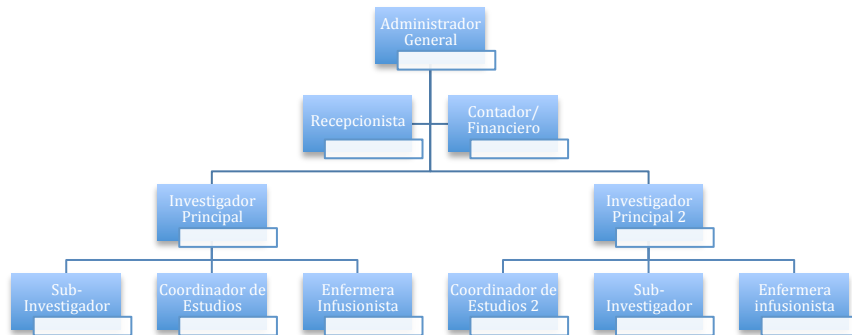 Administrador
General
Recepcionista
Contador/
Financiero
Investigador
Principal
Investigador
Principal 2
Sub-
Investigador
Coordinador de
Estudios
Enfermera
Infusionista
Coordinador de
Estudios 2
Sub-
Investigador
Enfermera
infusionista